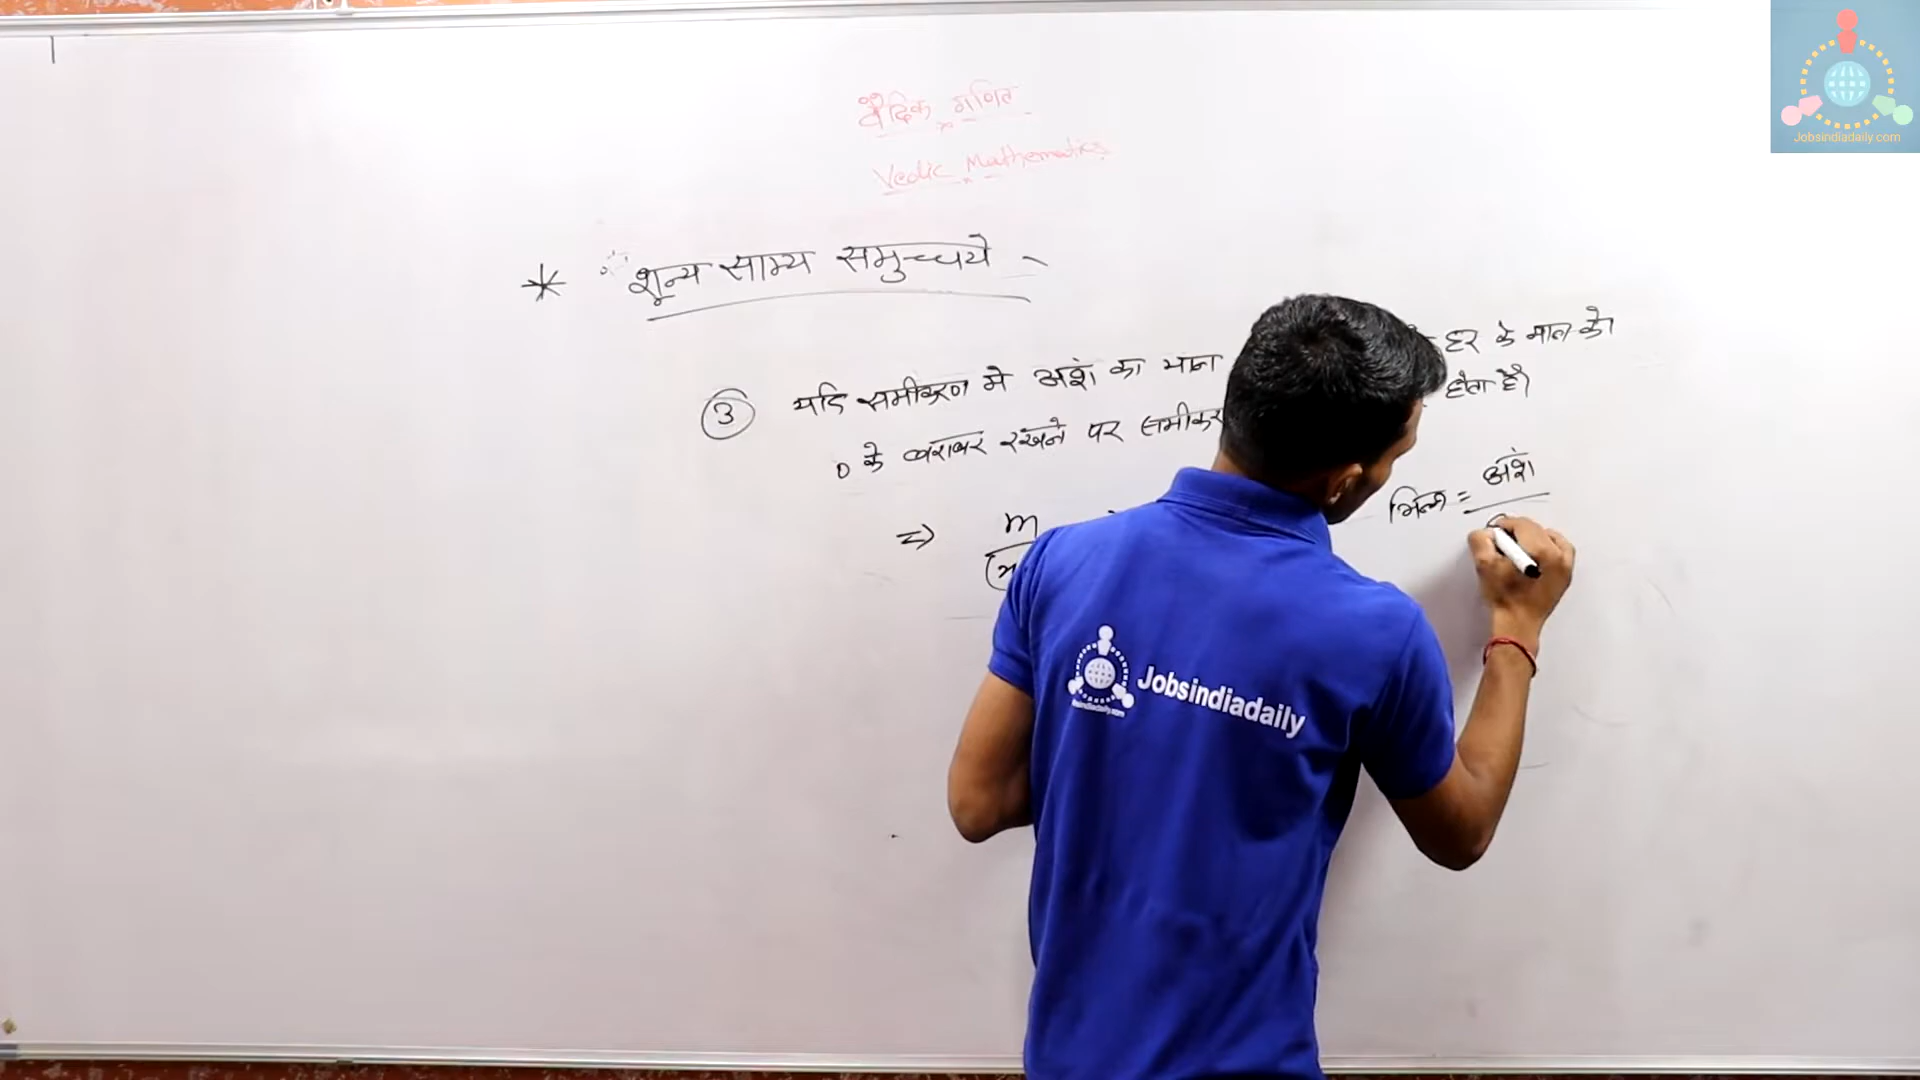 Jobsindiadaily.com
वैदिक गणित
Vedic Mathematics
* शून्य साम्य समुच्चये -
③ यदि समीकरण मे अंश का मान हर के मान को
0 के बराबर रखने पर समीकर होता है।
भिन्न = अंश
=> m
Jobsindiadaily